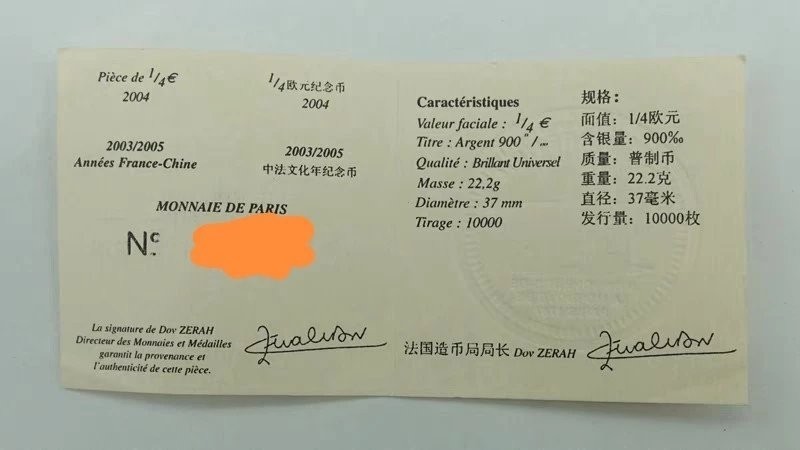 Pièce de 1/4€
2004
1/4欧元纪念币
2004
2003/2005
Années France-Chine
2003/2005
中法文化年纪念币
MONNAIE DE PARIS
N°
La signature de Dov ZERAH
Directeur des Monnaies et Médailles
garantit la provenance et
l'authenticité de cette pièce.
Caractéristiques
Valeur faciale : 1/4 €
Titre : Argent 900
Qualité : Brillant Universel
Masse : 22,2g
Diamètre : 37 mm
Tirage : 10000
规格：
面值：1/4欧元
含银量：900‰
质量：普制币
重量：22.2克
直径：37毫米
发行量：10000枚
法国造币局局长 Dov ZERAH